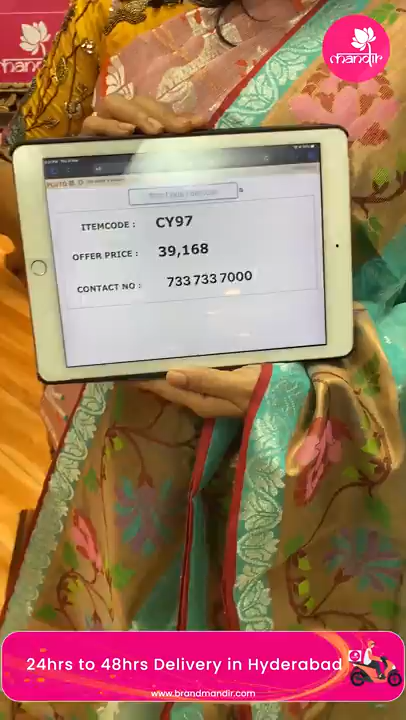 mandir
mandir
ITEMCODE : CY97
OFFER PRICE : 39,168
CONTACT NO : 733 733 7000
24hrs to 48hrs Delivery in Hyderabad
www.brandmandir.com